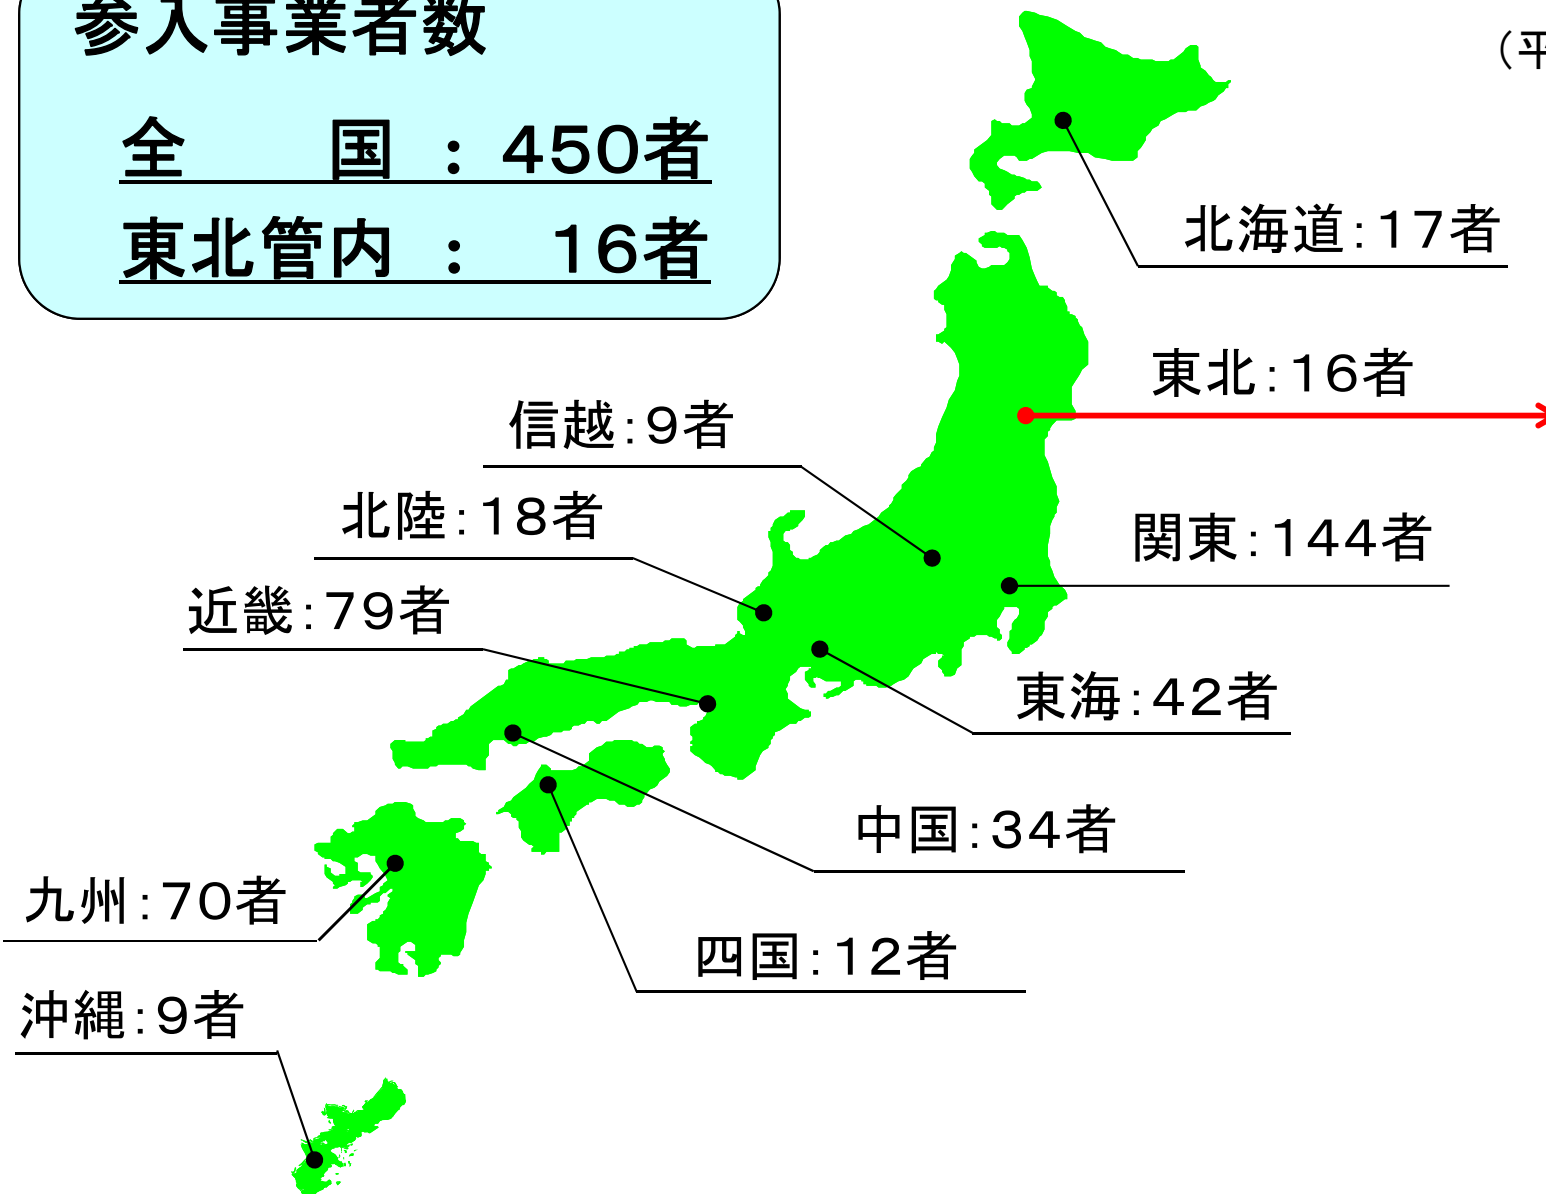 参入事業者数
全　　国　：450者
東北管内　：　16者
（平
北海道：17者
東北：16者
信越：9者
北陸：18者
関東：144者
近畿：79者
東海：42者
中国：34者
九州：70者
四国：12者
沖縄：9者